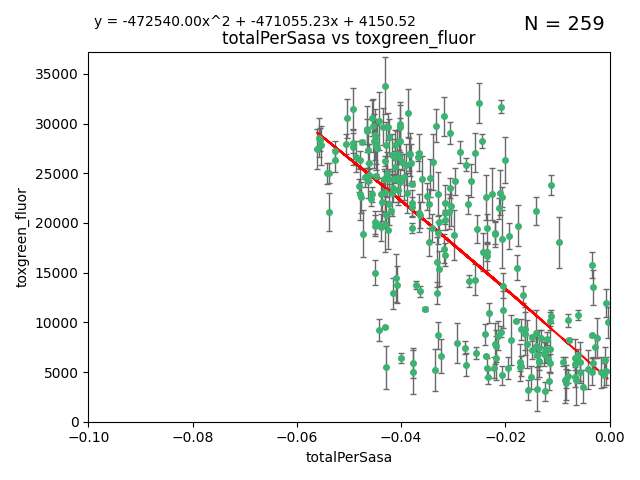 y = -472540.00x^2 + -471055.23x + 4150.52
N = 259
totalPerSasa vs toxgreen_fluor
35000
30000
25000
20000
15000
10000
5000
0
toxgreen_fluor
−0.10
−0.08
−0.06
−0.04
−0.02
0.00
totalPerSasa